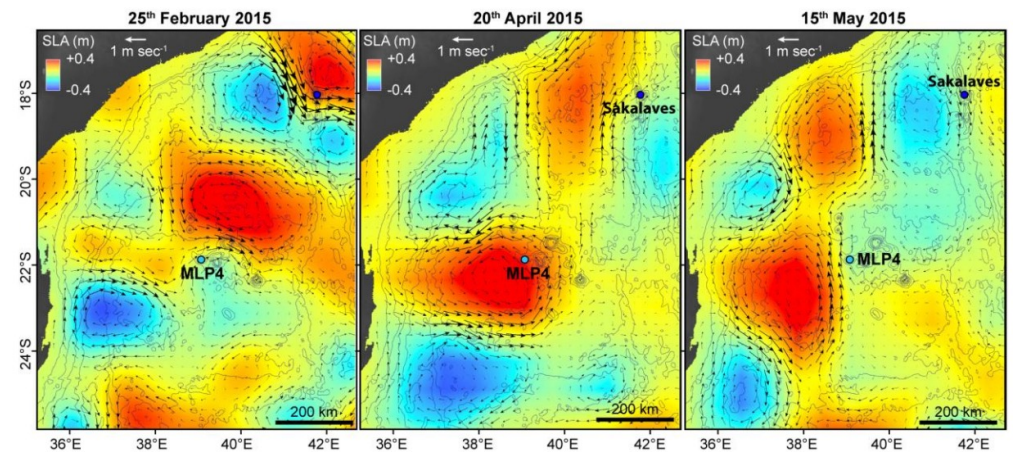 25th February 2015
20th April 2015
15th May 2015
SLA (m)
1 m sec-1
+0.4
-0.4
SLA (m)
1 m sec-1
+0.4
-0.4
SLA (m)
1 m sec-1
+0.4
-0.4
18°S
20°S
22°S
24°S
MLP4
200 km
Sakalaves
MLP4
200 km
Sakalaves
MLP4
200 km
36°E 38°E 40°E 42°E
36°E 38°E 40°E 42°E
36°E 38°E 40°E 42°E